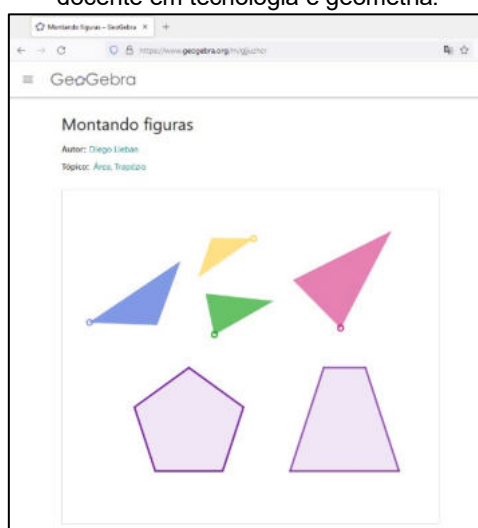 docente em tecnologia e geometria.
Montando figuras – GeoGebra × +
GeoGebra
Montando figuras
Autor: Diego Lieban
Tópico: Área, Trapézio